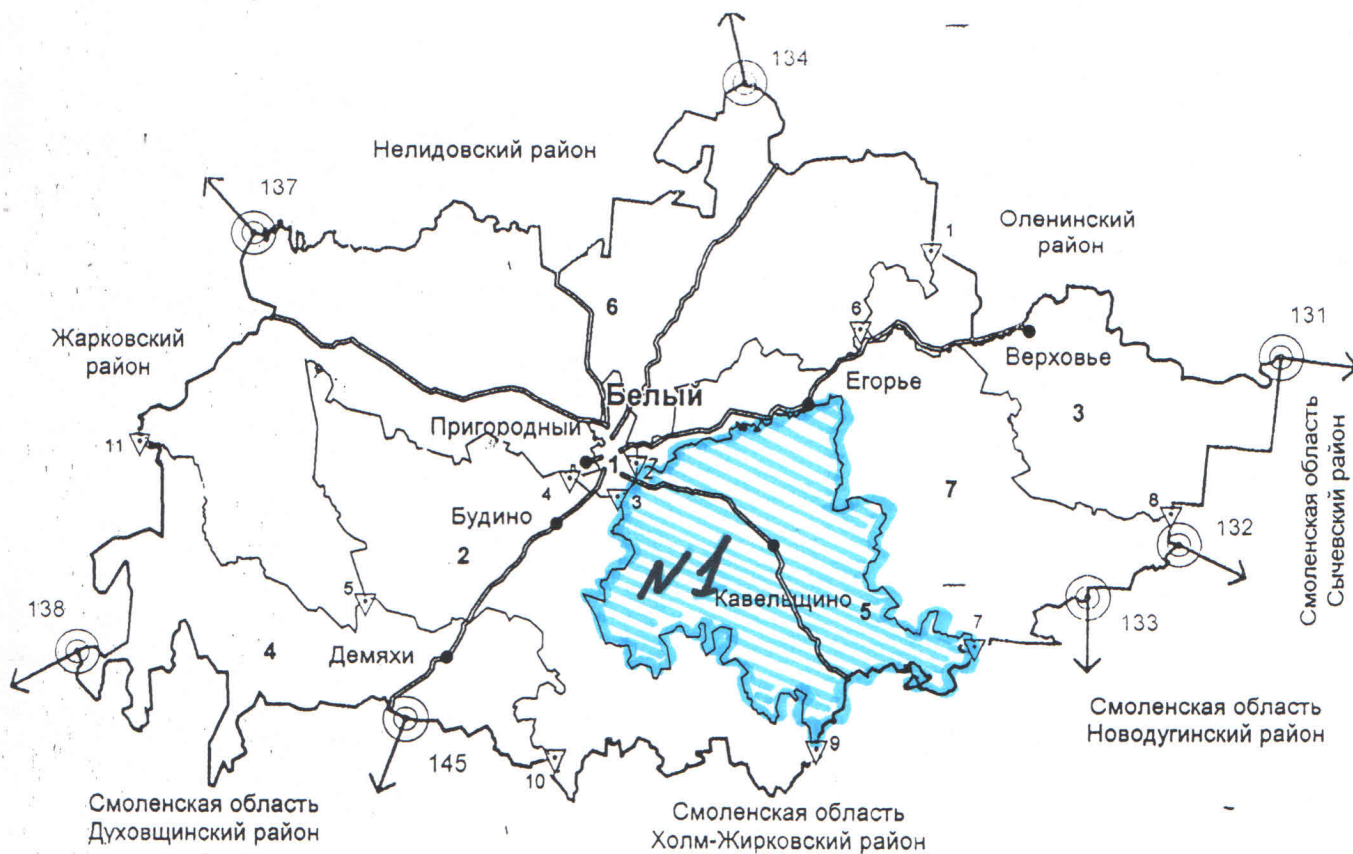 134
Нелидовский район
137
1
Оленинский
район
6
6
131
Жарковский
район
Верховье
Егорье
Белый
3
Пригородный
11
1
2
4
3
7
8
Будино
132
2
N1
Кавельщино
5
5
138
133
7
4
Демяхи
Смоленская область
Сычевский район
Смоленская область
Новодугинский район
9
145
10
Смоленская область
Духовщинский район
Смоленская область
Холм-Жирковский район